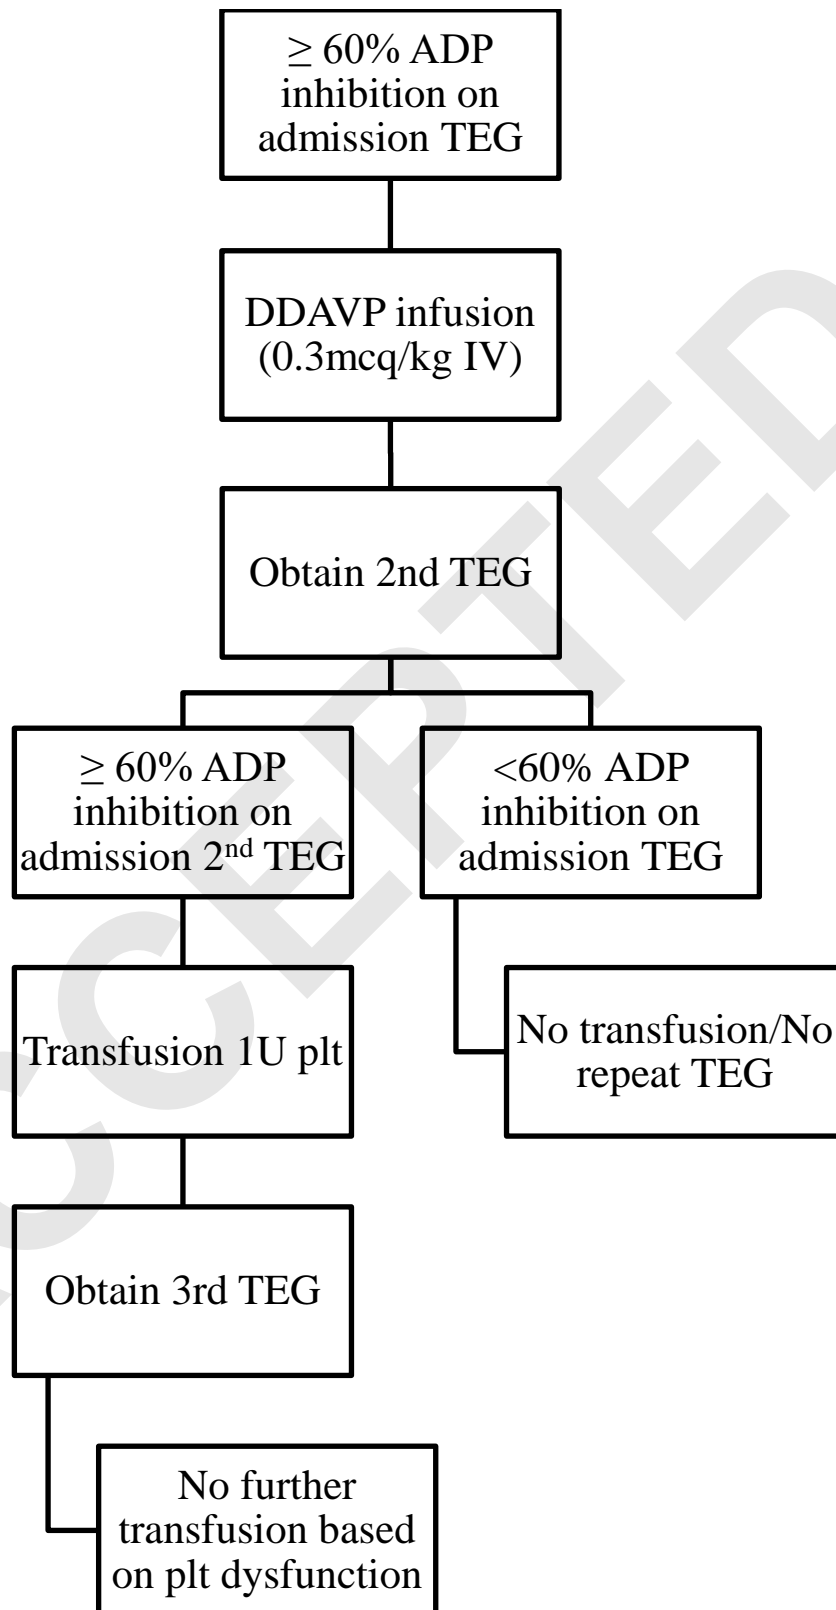 ≥ 60% ADP
inhibition on
admission TEG
DDAVP infusion
(0.3mcq/kg IV)
Obtain 2nd TEG
≥ 60% ADP
inhibition on
admission 2nd TEG
<60% ADP
inhibition on
admission TEG
Transfusion 1U plt
No transfusion/No
repeat TEG
Obtain 3rd TEG
No further
transfusion based
on plt dysfunction
ACCEPTED